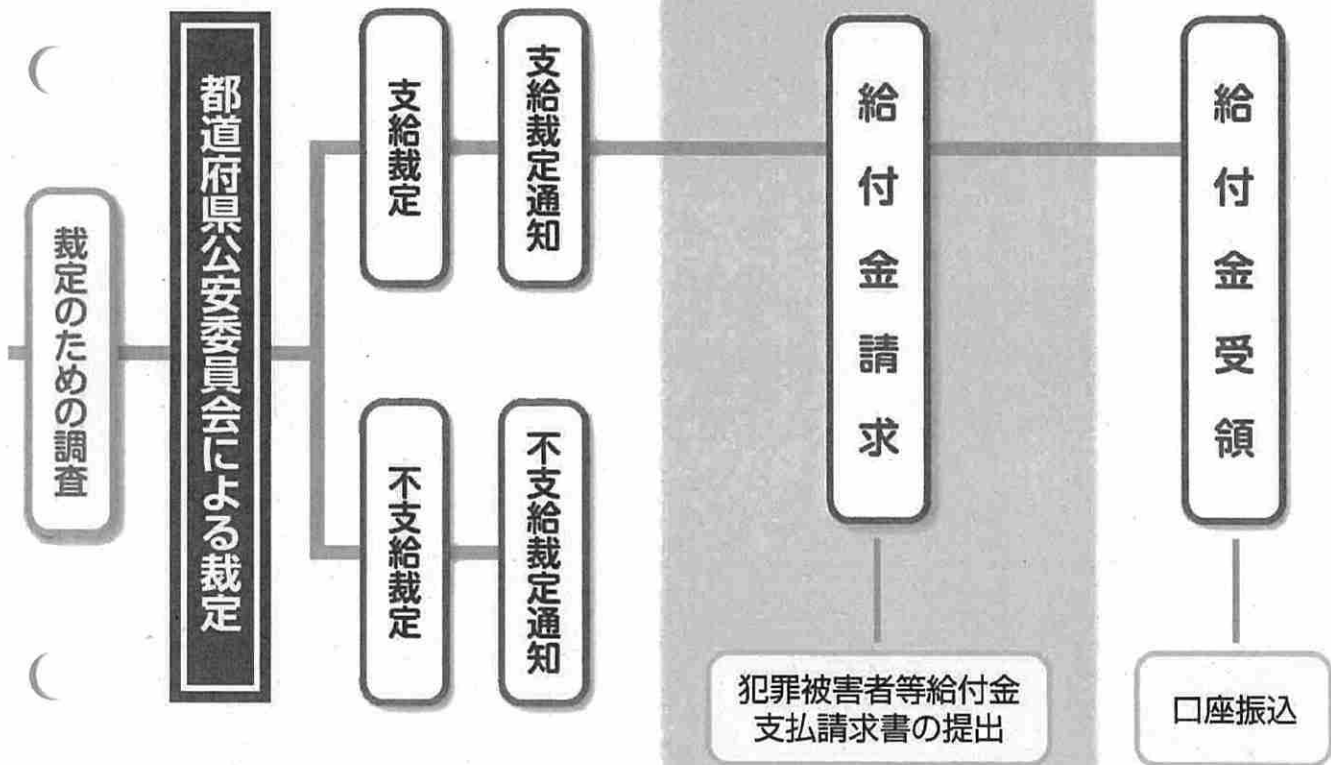 裁定のための調査
都道府県公安委員会による裁定
支給裁定
支給裁定通知
不支給裁定
不支給裁定通知
給付金請求
犯罪被害者等給付金
支払請求書の提出
給付金受領
口座振込